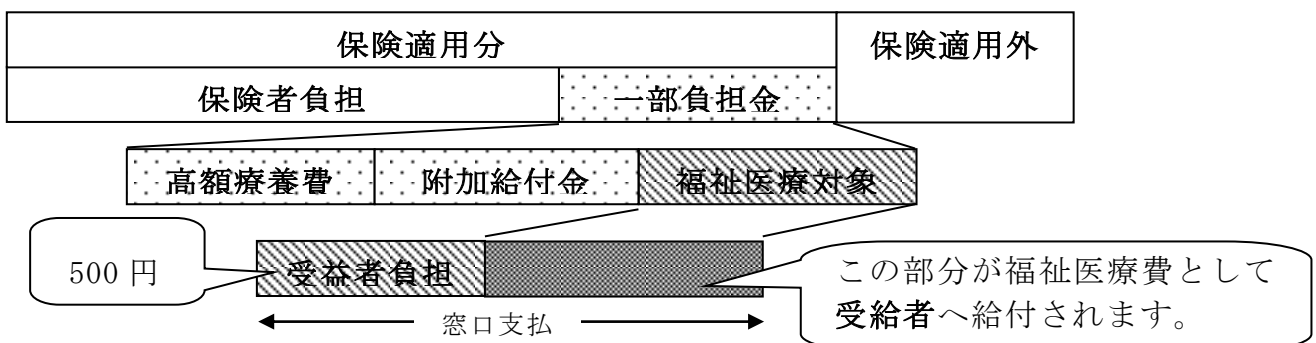 保険適用分
保険適用外
保険者負担
一部負担金
高額療養費
附加給付金
福祉医療対象
500 円
受益者負担
この部分が福祉医療費として
受給者へ給付されます。
窓口支払